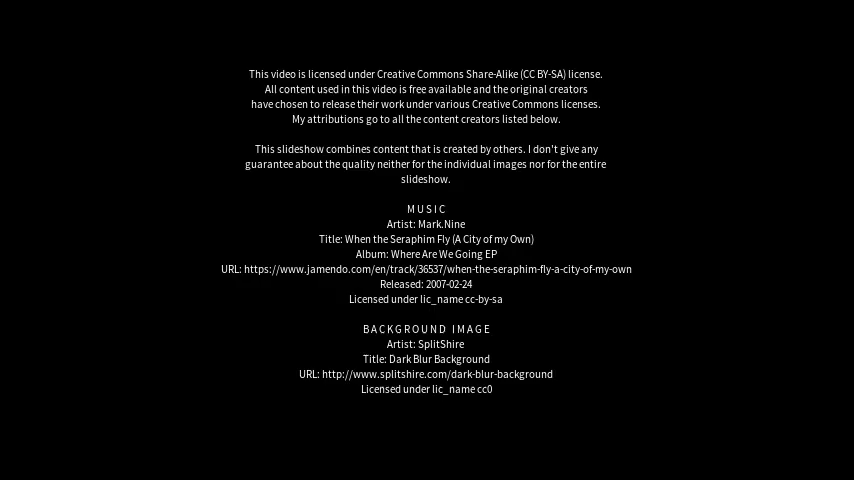 This video is licensed under Creative Commons Share-Alike (CC BY-SA) license.
All content used in this video is free available and the original creators
have chosen to release their work under various Creative Commons licenses.
My attributions go to all the content creators listed below.
This slideshow combines content that is created by others. I don't give any
guarantee about the quality neither for the individual images nor for the entire
slideshow.
MUSIC
Artist: Mark.Nine
Title: When the Seraphim Fly (A City of my Own)
Album: Where Are We Going EP
URL: https://www.jamendo.com/en/track/36537/when-the-seraphim-fly-a-city-of-my-own
Released: 2007-02-24
Licensed under lic_name cc-by-sa
BACKGROUND IMAGE
Artist: SplitShire
Title: Dark Blur Background
URL: http://www.splitshire.com/dark-blur-background
Licensed under lic_name cc0